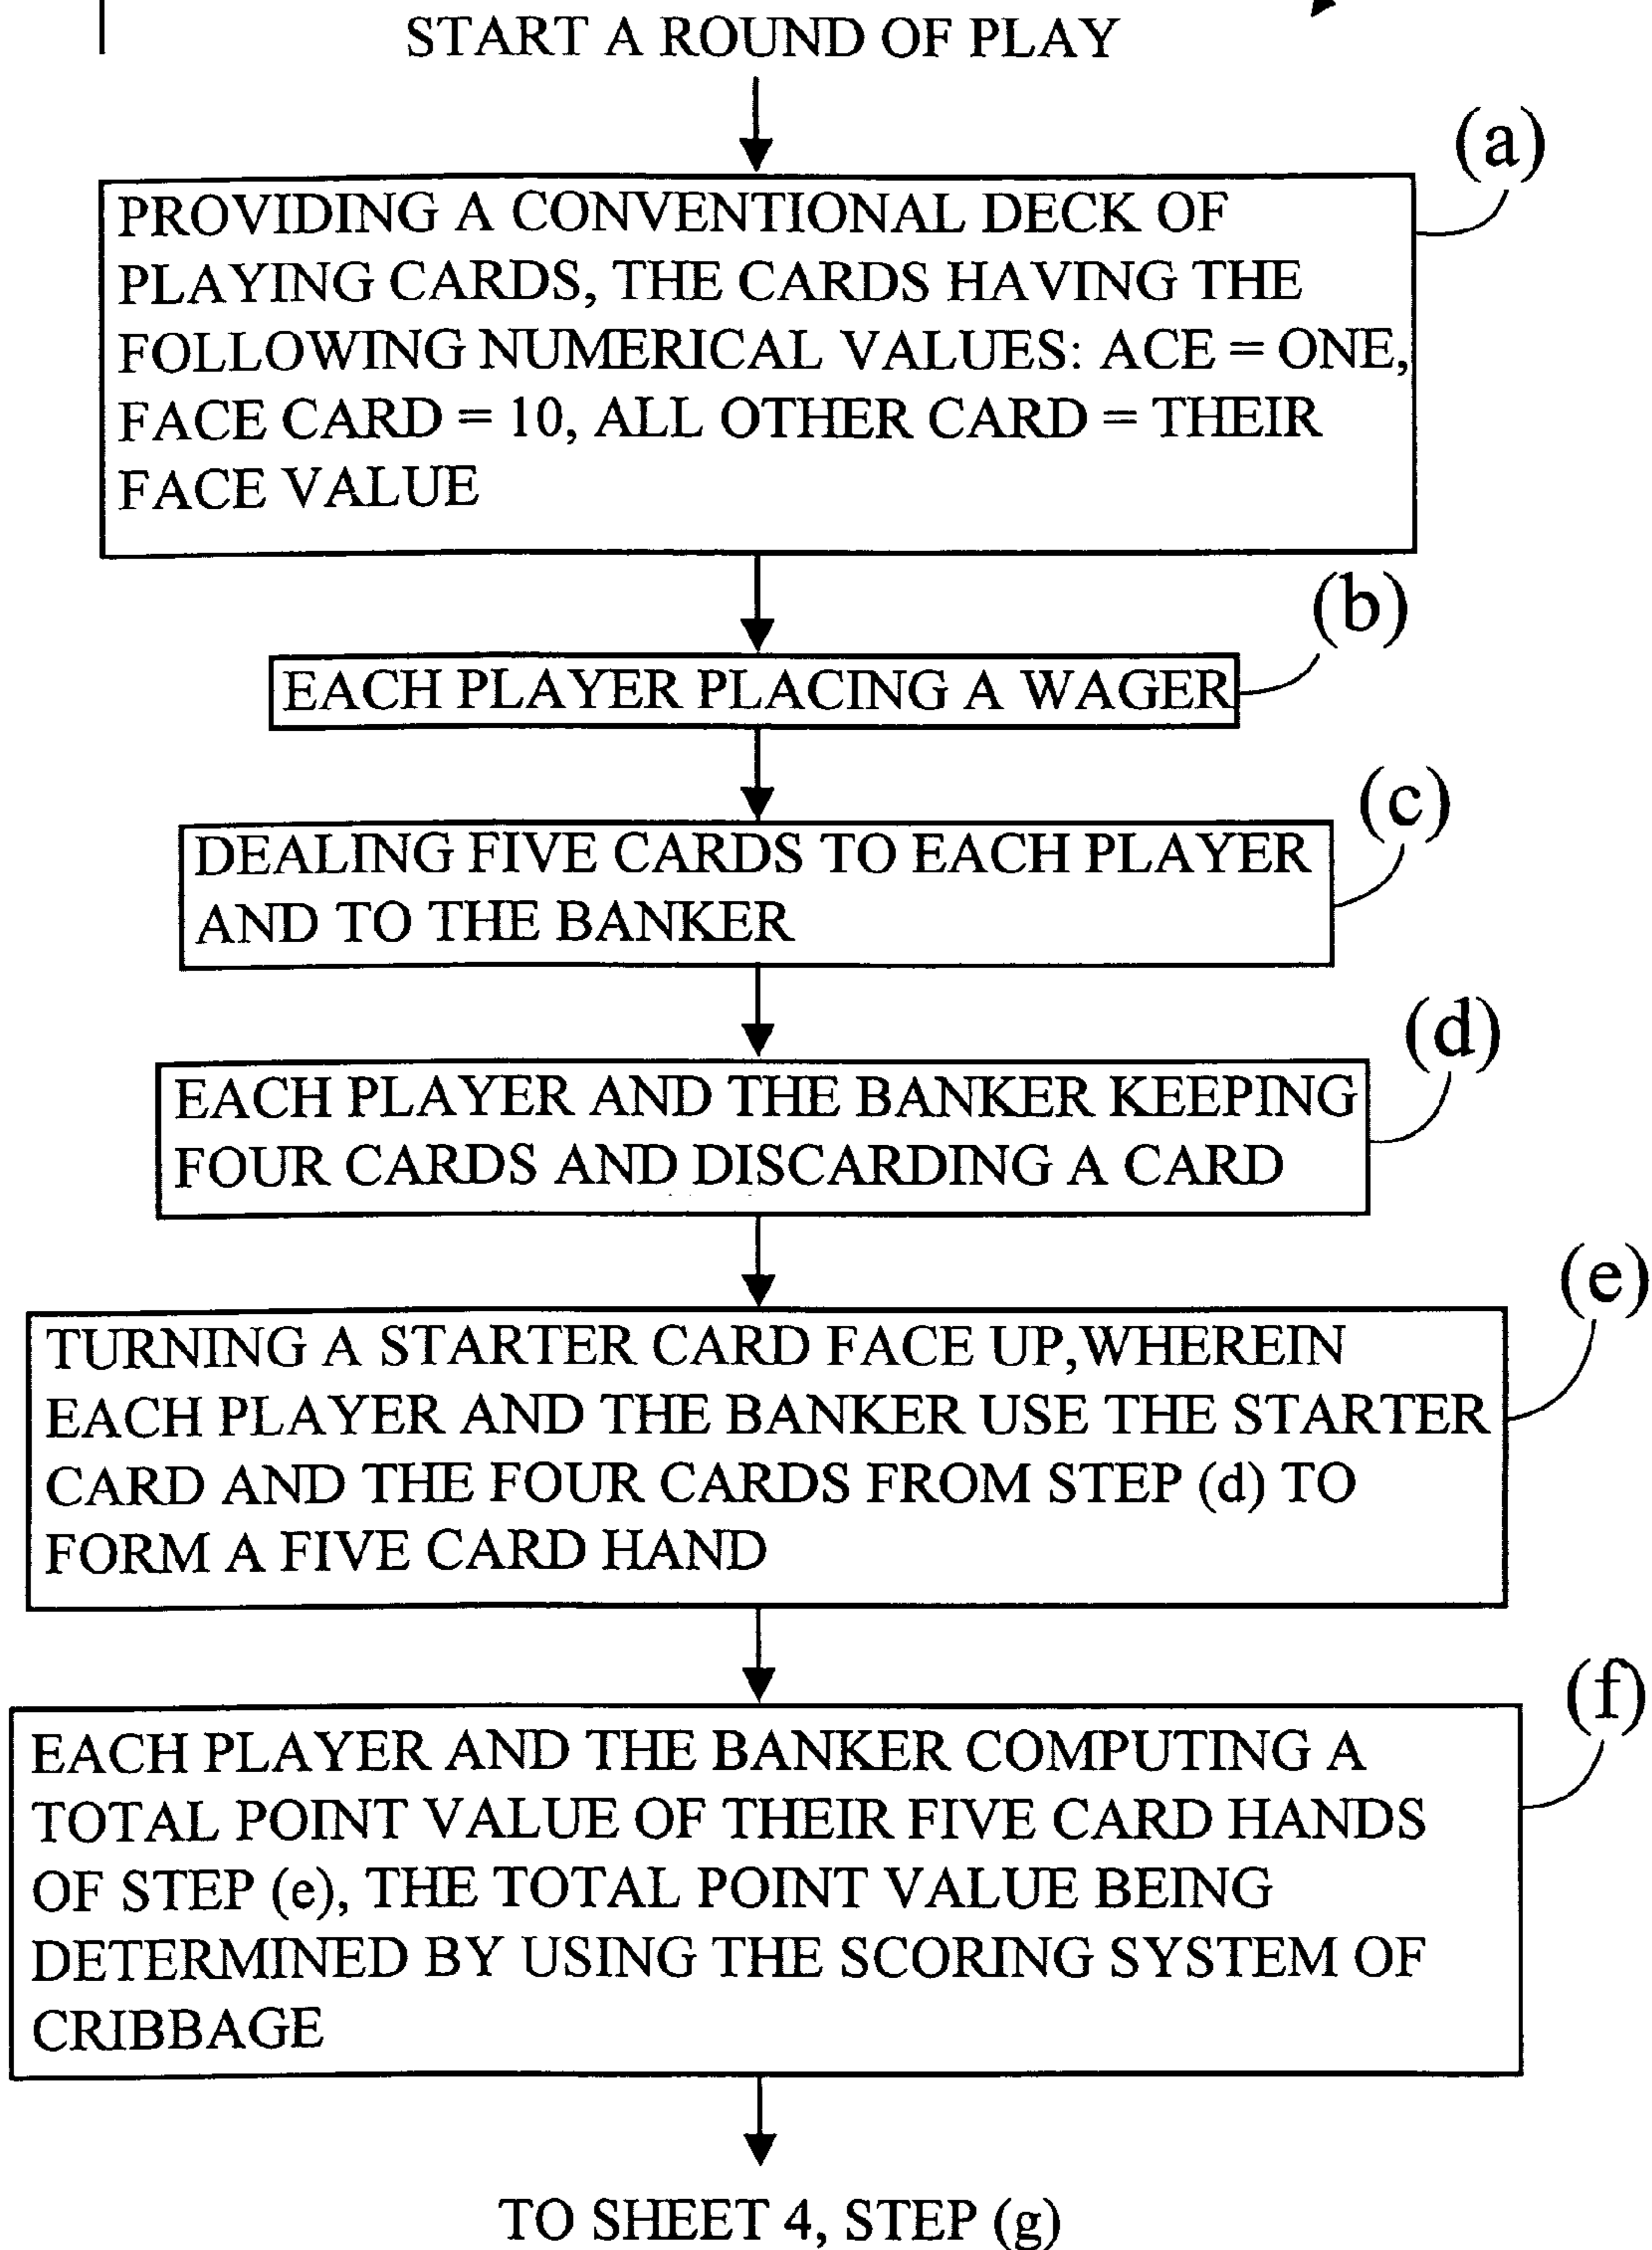 START A ROUND OF PLAY
(a)
PROVIDING A CONVENTIONAL DECK OF
PLAYING CARDS, THE CARDS HAVING THE
FOLLOWING NUMERICAL VALUES: ACE = ONE,
FACE CARD = 10, ALL OTHER CARD = THEIR
FACE VALUE
(b)
EACH PLAYER PLACING A WAGER
(c)
DEALING FIVE CARDS TO EACH PLAYER
AND TO THE BANKER
(d)
EACH PLAYER AND THE BANKER KEEPING
FOUR CARDS AND DISCARDING A CARD
(e)
TURNING A STARTER CARD FACE UP,WHEREIN
EACH PLAYER AND THE BANKER USE THE STARTER
CARD AND THE FOUR CARDS FROM STEP (d) TO
FORM A FIVE CARD HAND
(f)
EACH PLAYER AND THE BANKER COMPUTING A
TOTAL POINT VALUE OF THEIR FIVE CARD HANDS
OF STEP (e), THE TOTAL POINT VALUE BEING
DETERMINED BY USING THE SCORING SYSTEM OF
CRIBBAGE
TO SHEET 4, STEP (g)